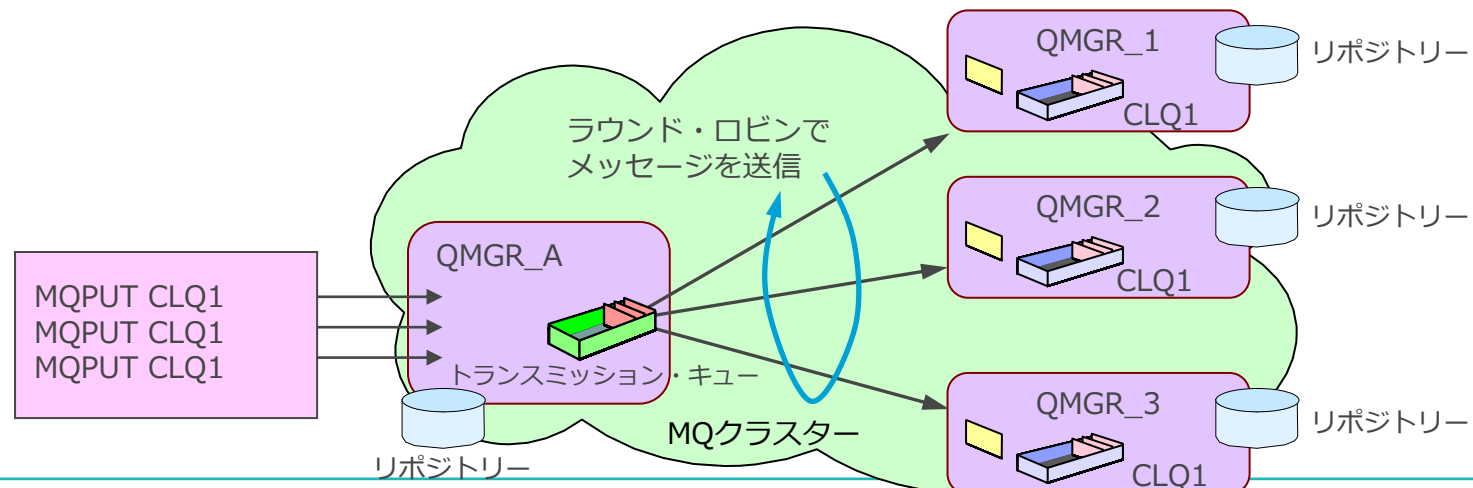 MQPUT CLQ1
MQPUT CLQ1
MQPUT CLQ1
QMGR_A
トランスミッション・キュー
リポジトリー
ラウンド・ロビンで
メッセージを送信
MQクラスター
QMGR_1
CLQ1
リポジトリー
QMGR_2
CLQ1
リポジトリー
QMGR_3
CLQ1
リポジトリー